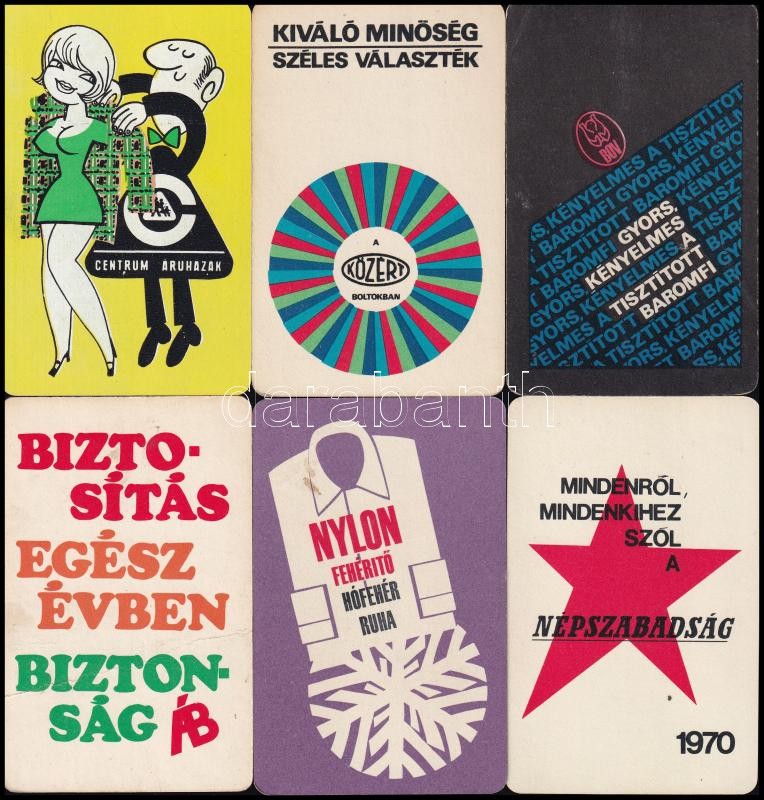 CENTRUM ÁRUHÁZAK
KIVÁLÓ MINŐSÉG
SZÉLES VÁLASZTÉK
A
KÖZÉRT
BOLTOKBAN
BOV
GYORS,
KÉNYELMES A
TISZTÍTOTT
BAROMFI
darabanth
BIZTO-
SÍTÁS
EGÉSZ
ÉVBEN
BIZTON-
SÁG ÁB
NYLON
FEHÉRITŐ
HÓFEHÉR
RUHA
MINDENRŐL,
MINDENKIHEZ
SZÓL
A
NÉPSZABADSÁG
1970